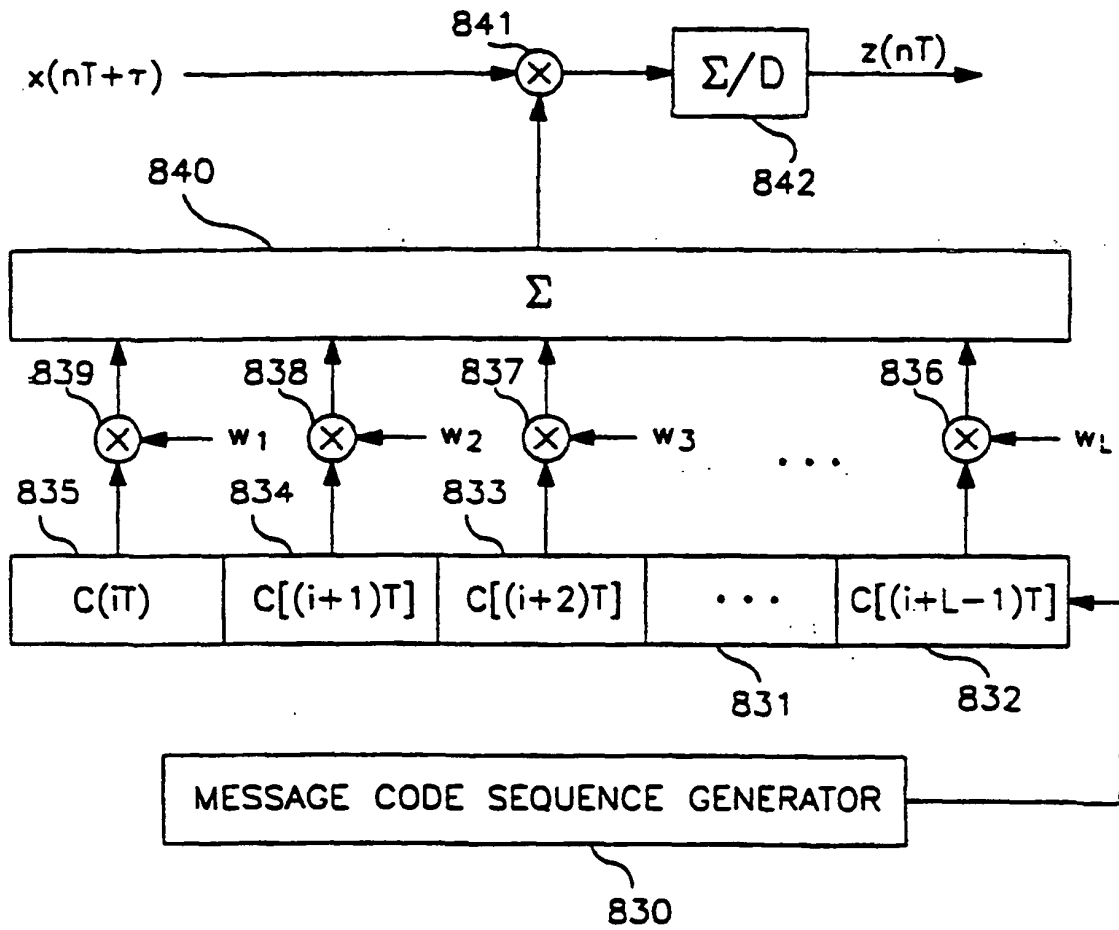 841
x(nT+τ)
×
Σ/D
z(nT)
842
840
Σ
839
838
837
836
×
w1
×
w2
×
w3
. . .
×
wL
835
834
833
C(iT)
C[(i+1)T]
C[(i+2)T]
• • •
C[(i+L-1)T]
831
832
MESSAGE CODE SEQUENCE GENERATOR
830